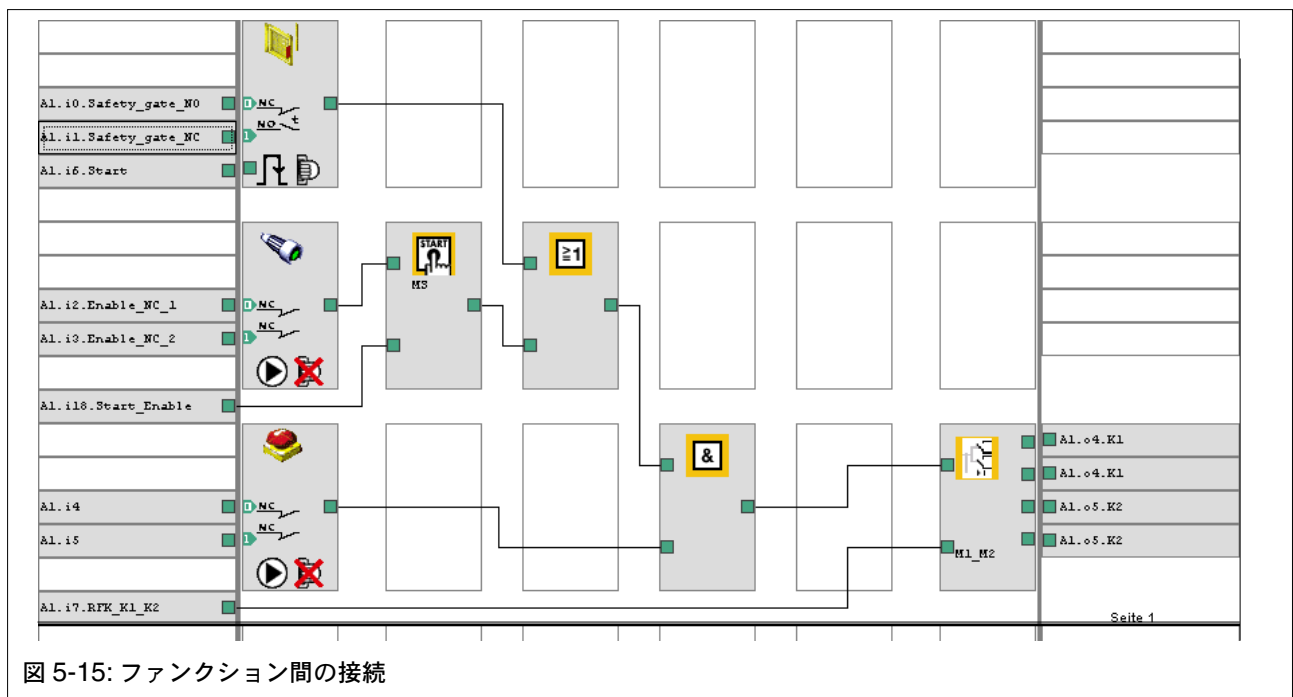 A1.i0.Safety_gate_NO
NC
NO
t
A1.i1.Safety_gate_NC
A1.i6.Start
START
≧1
M3
A1.i2.Enable_NC_1
NC
A1.i3.Enable_NC_2
NC
A1.i18.Start_Enable
&
A1.o4.K1
A1.o4.K1
A1.i4
0
NC
A1.o5.K2
A1.i5
1
NC
A1.o5.K2
M1_M2
A1.i7.RFK_K1_K2
Seite 1
図 5-15: ファンクション間の接続